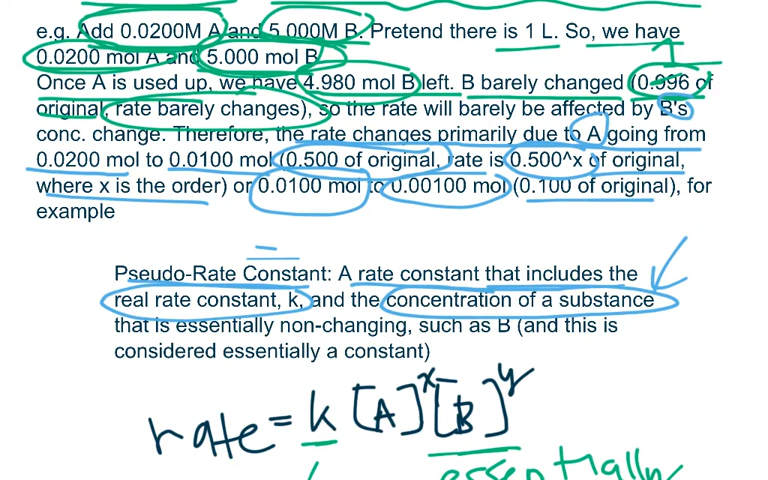 e.g. Add 0.0200M A and 5.000M B. Pretend there is 1 L. So, we have
0.0200 mol A and 5.000 mol B
Once A is used up, we have 4.980 mol B left. B barely changed (0.996 of
original, rate barely changes), so the rate will barely be affected by B's
conc. change. Therefore, the rate changes primarily due to A going from
0.0200 mol to 0.0100 mol (0.500 of original, rate is 0.500^x of original,
where x is the order) or 0.0100 mol to 0.00100 mol (0.100 of original), for
example
Pseudo-Rate Constant: A rate constant that includes the
real rate constant, k, and the concentration of a substance
that is essentially non-changing, such as B (and this is
considered essentially a constant)
rate = k [A]^x [B]^y
essentially